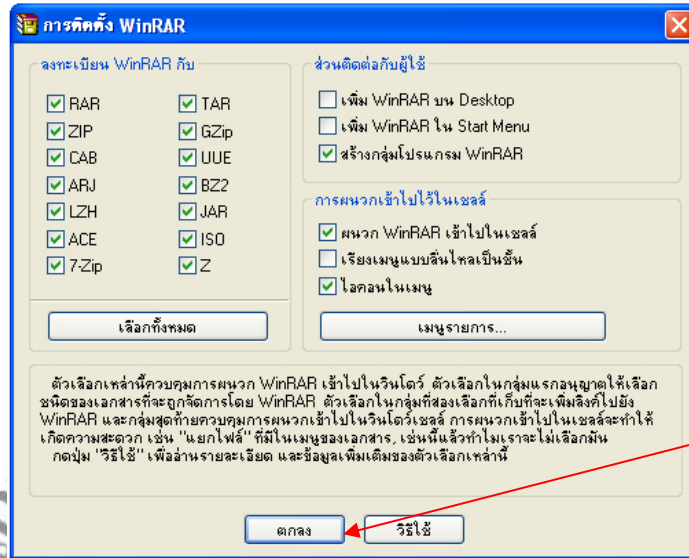 การติดตั้ง WinRAR
ลงทะเบียน WinRAR กับ
RAR
ZIP
CAB
ARJ
LZH
ACE
7-Zip
TAR
GZip
UUE
BZ2
JAR
ISO
Z
เลือกทั้งหมด
ส่วนติดต่อกับผู้ใช้
เพิ่ม WinRAR บน Desktop
เพิ่ม WinRAR ใน Start Menu
สร้างกลุ่มโปรแกรม WinRAR
การผนวกเข้าไปไว้ในเชลล์
ผนวก WinRAR เข้าไปในเชลล์
เรียงเมนูแบบลื่นไหลเป็นชั้น
ไอคอนในเมนู
เมนูรายการ...
ตัวเลือกเหล่านี้ควบคุมการผนวก WinRAR เข้าไปในวินโดว์ ตัวเลือกในกลุ่มแรกอนุญาตให้เลือก
ชนิดของเอกสารที่จะถูกจัดการโดย WinRAR ตัวเลือกในกลุ่มที่สองเลือกที่เก็บที่จะเพิ่มลิงค์ไปยัง
WinRAR และกลุ่มสุดท้ายควบคุมการผนวกเข้าไปในวินโดว์เชลล์ การผนวกเข้าไปในเชลล์จะทำให้
เกิดความสะดวก เช่น "แยกไฟล์" ที่มีในเมนูของเอกสาร, เช่นนี้แล้วทำไมเราจะไม่เลือกมัน
กดปุ่ม "วิธีใช้" เพื่ออ่านรายละเอียด และข้อมูลเพิ่มเติมของตัวเลือกเหล่านี้
ตกลง
วิธีใช้